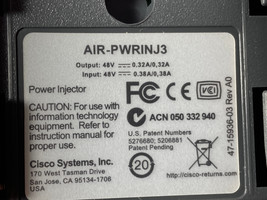 AIR-PWRINJ3
Output: 48V 0.32A/0,32A
Input: 48V 0.38A/0,38A
Power Injector
FC CE VCI
CAUTION: For use with
information technology
equipment. Refer to
instruction manual for
proper use.
ACN 050 332 940
U.S. Patent Numbers
5276680; 5206881
Patent Pending
Cisco Systems, Inc.
170 West Tasman Drive
San Jose, CA 95134-1706
USA
20
http://cisco-returns.com
47-15936-03 Rev A0